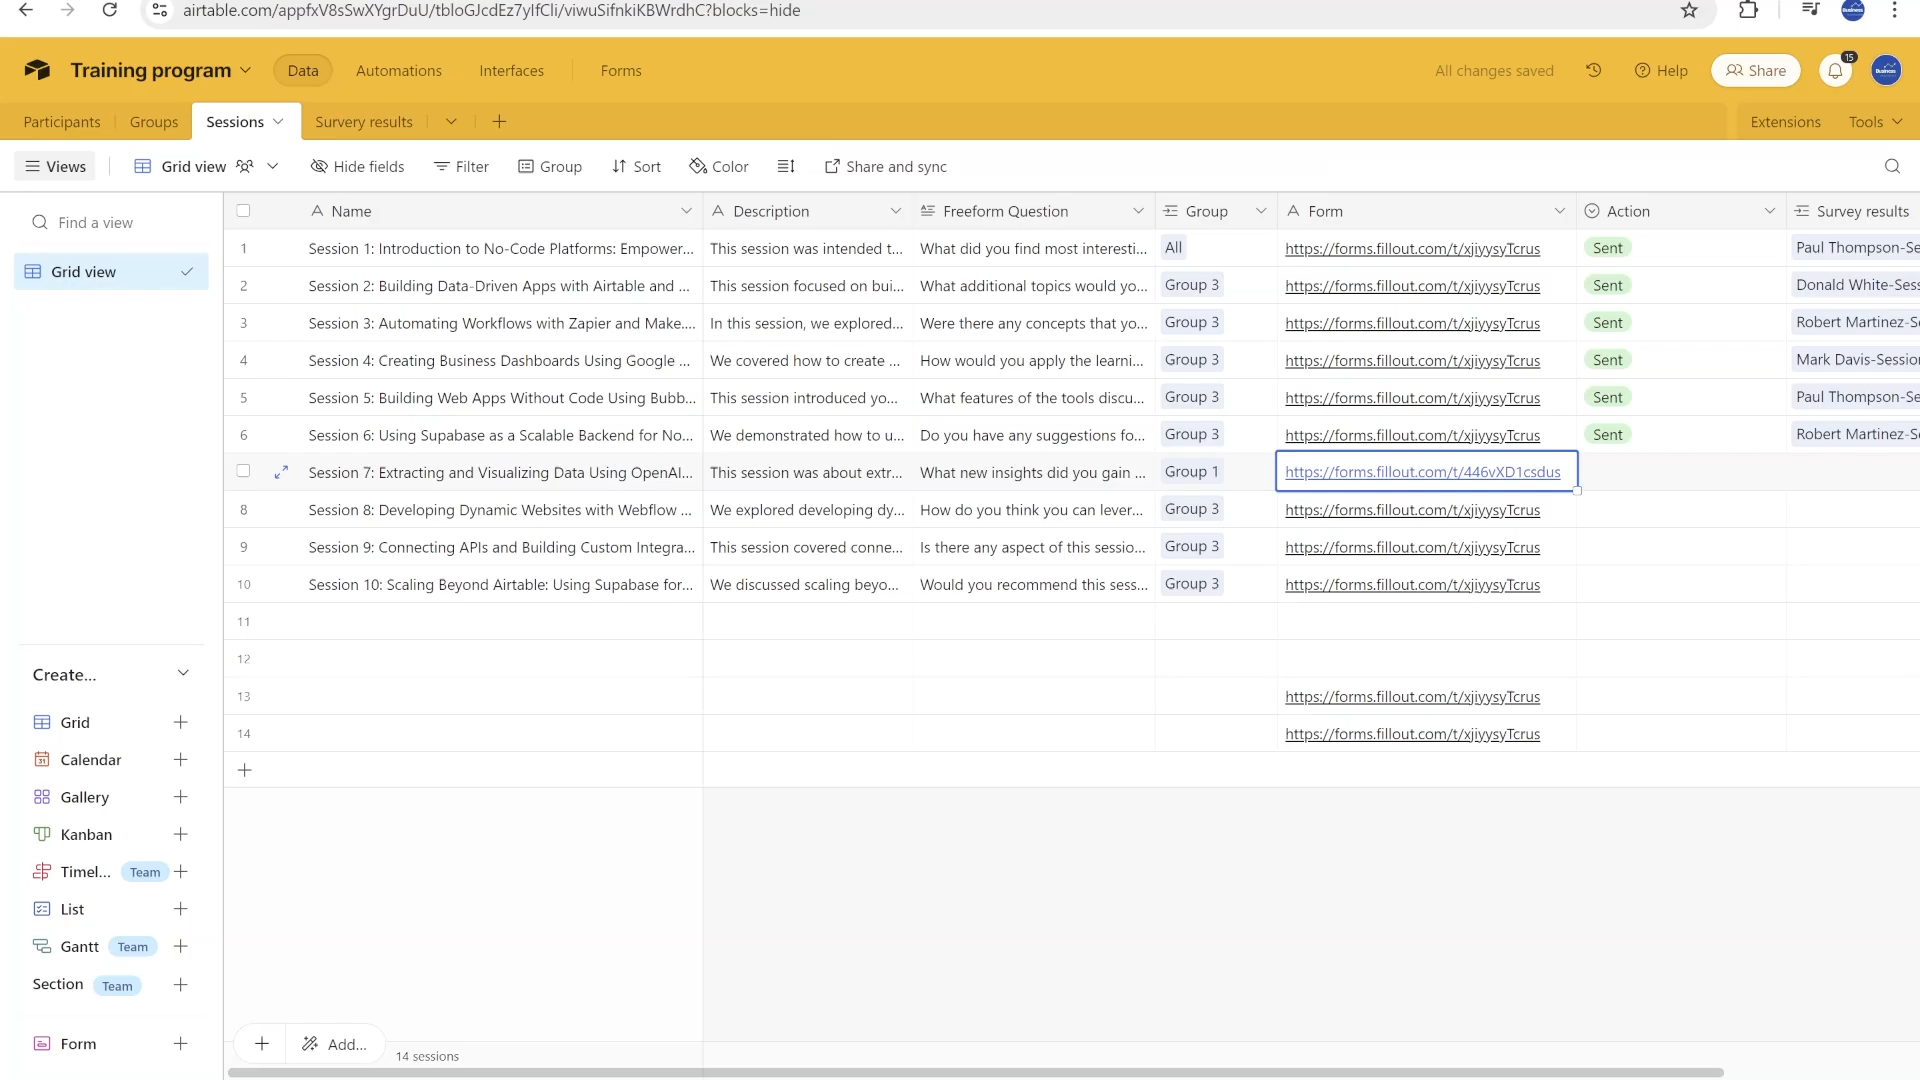 airtable.com/appfxV8sSwXYgrDuU/tbloGJcdEz7yIfCli/viwuSifnkiKBWrdhC?blocks=hide
Training program Data Automations Interfaces Forms All changes saved Help Share 15
Participants Groups Sessions Survery results Extensions Tools
Views Grid view Hide fields Filter Group Sort Color Share and sync
Find a view
Grid view
Name Description Freeform Question Group Form Action Survey results
1 Session 1: Introduction to No-Code Platforms: Empower... This session was intended t... What did you find most interesti... All https://forms.fillout.com/t/xjiyysyTcrus Sent Paul Thompson-Se
2 Session 2: Building Data-Driven Apps with Airtable and ... This session focused on bui... What additional topics would yo... Group 3 https://forms.fillout.com/t/xjiyysyTcrus Sent Donald White-Sess
3 Session 3: Automating Workflows with Zapier and Make.... In this session, we explored... Were there any concepts that yo... Group 3 https://forms.fillout.com/t/xjiyysyTcrus Sent Robert Martinez-S
4 Session 4: Creating Business Dashboards Using Google ... We covered how to create ... How would you apply the learni... Group 3 https://forms.fillout.com/t/xjiyysyTcrus Sent Mark Davis-Session
5 Session 5: Building Web Apps Without Code Using Bubb... This session introduced yo... What features of the tools discu... Group 3 https://forms.fillout.com/t/xjiyysyTcrus Sent Paul Thompson-Se
6 Session 6: Using Supabase as a Scalable Backend for No... We demonstrated how to u... Do you have any suggestions fo... Group 3 https://forms.fillout.com/t/xjiyysyTcrus Sent Robert Martinez-S
Session 7: Extracting and Visualizing Data Using OpenAI... This session was about extr... What new insights did you gain ... Group 1 https://forms.fillout.com/t/446vXD1csdus
8 Session 8: Developing Dynamic Websites with Webflow ... We explored developing dy... How do you think you can lever... Group 3 https://forms.fillout.com/t/xjiyysyTcrus
9 Session 9: Connecting APIs and Building Custom Integra... This session covered conne... Is there any aspect of this sessio... Group 3 https://forms.fillout.com/t/xjiyysyTcrus
10 Session 10: Scaling Beyond Airtable: Using Supabase for... We discussed scaling beyo... Would you recommend this sess... Group 3 https://forms.fillout.com/t/xjiyysyTcrus
11
12
13 https://forms.fillout.com/t/xjiyysyTcrus
14 https://forms.fillout.com/t/xjiyysyTcrus
Create...
Grid
Calendar
Gallery
Kanban
Timel... Team
List
Gantt Team
Section Team
Form
Add...
14 sessions